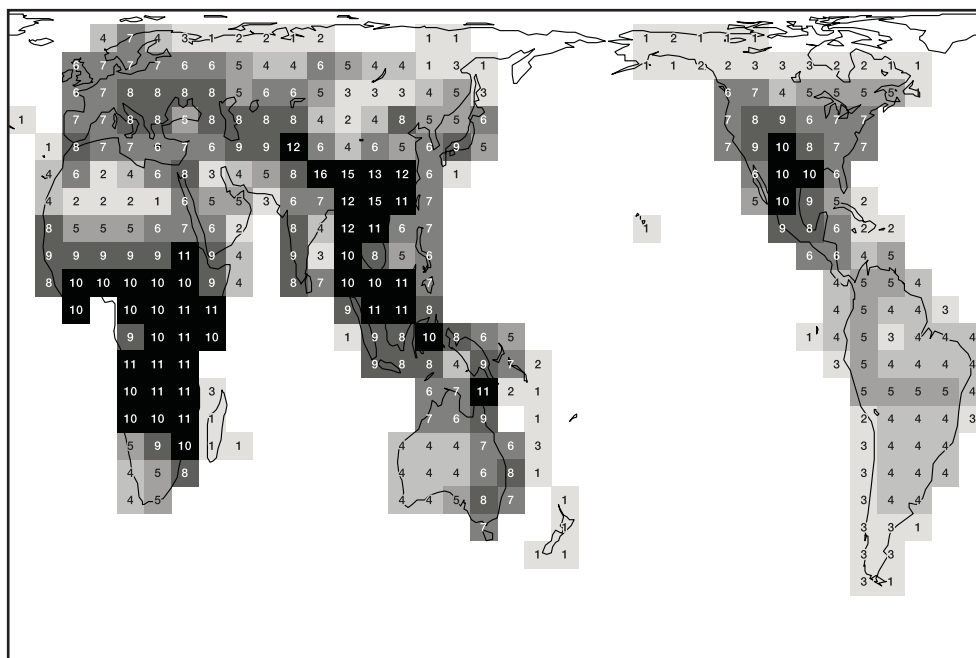 4 7 4 3 1 2 2 1 2 1 1 1 2 1 1 1
6 7 7 7 6 6 5 4 4 6 5 4 4 1 3 1 1 1 2 2 3 3 3 2 2 1 1
6 7 8 8 8 8 5 6 6 5 3 3 3 4 5 3 6 7 4 5 5 5 5
1 7 7 8 8 5 8 8 8 8 4 2 4 8 5 5 6 7 8 9 6 7 7
1 8 7 7 6 7 6 9 9 12 6 4 6 5 6 9 5 7 9 10 8 7 7
4 6 2 4 6 8 3 4 5 8 16 15 13 12 6 1 6 10 10 6
4 2 2 2 1 6 5 5 3 6 7 12 15 11 7 5 10 9 5 2
8 5 5 5 6 7 6 2 8 4 12 11 6 7 1 9 8 6 2 2
9 9 9 9 9 11 9 4 9 3 10 8 5 6 6 6 4 5
8 10 10 10 10 10 9 4 8 7 10 10 11 7 4 5 5 4
10 10 10 11 11 9 11 11 8 4 5 4 4 3
9 10 11 10 1 9 8 10 8 6 5 1 4 5 3 4 4 4
11 11 11 9 8 8 4 9 7 2 3 5 4 4 4 4
10 11 11 3 6 7 11 2 1 5 5 5 5 4
10 10 11 1 7 6 9 1 2 4 4 4 3
5 9 10 1 1 4 4 4 7 6 3 3 4 4 4
4 5 8 4 4 4 6 8 1 3 4 4 4
4 5 4 4 5 8 7 1 3 4 4
7 1 3 3 1
1 1 3 3
3 1